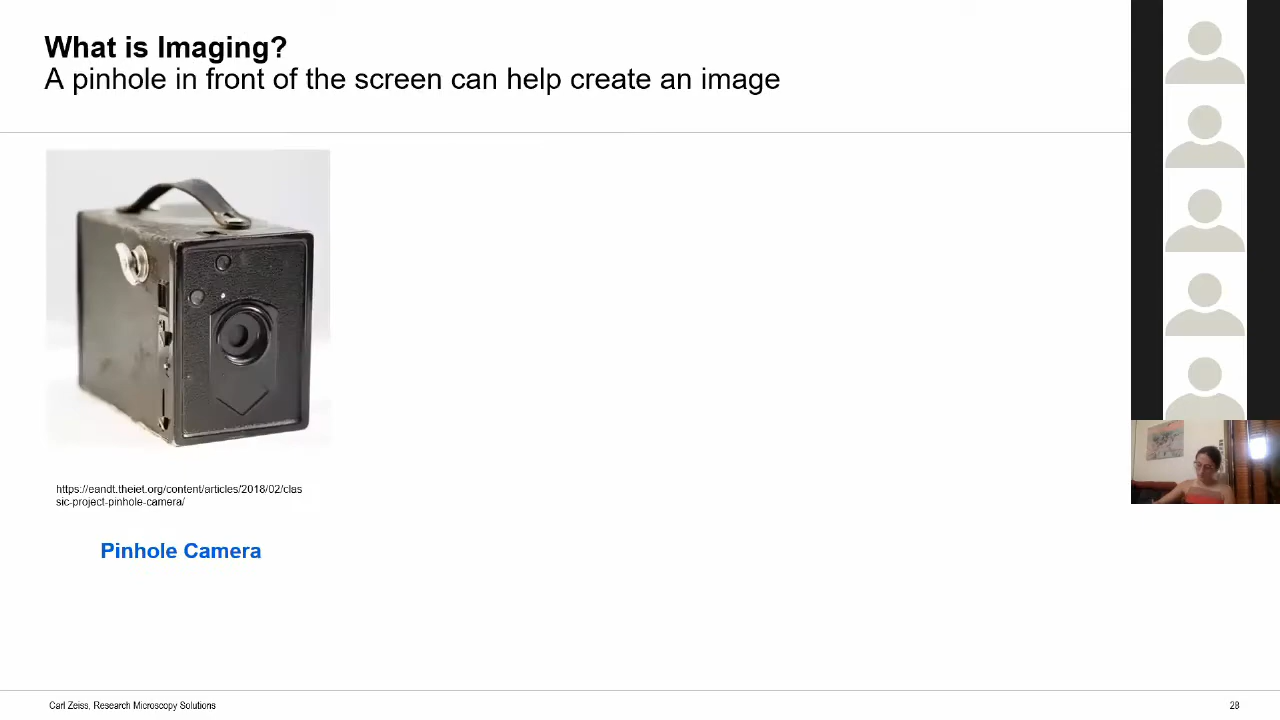 What is Imaging?
A pinhole in front of the screen can help create an image
https://eandt.theiet.org/content/articles/2018/02/clas
sic-project-pinhole-camera/
Pinhole Camera
Carl Zeiss, Research Microscopy Solutions
28